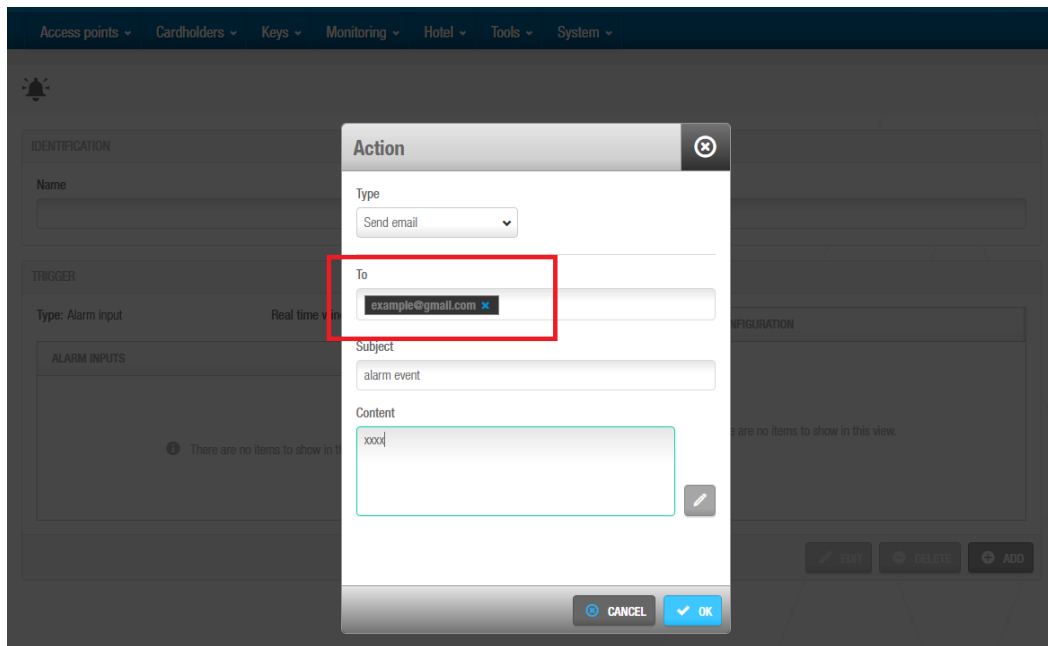 Access points Cardholders Keys Monitoring Hotel Tools System
IDENTIFICATION
Name
TRIGGER
Type: Alarm input Real time
ALARM INPUTS
There are no items to show in
Action
Type
Send email
To
example@gmail.com
Subject
alarm event
Content
xxxx
are no items to show in this view.
EDIT DELETE ADD
CANCEL OK